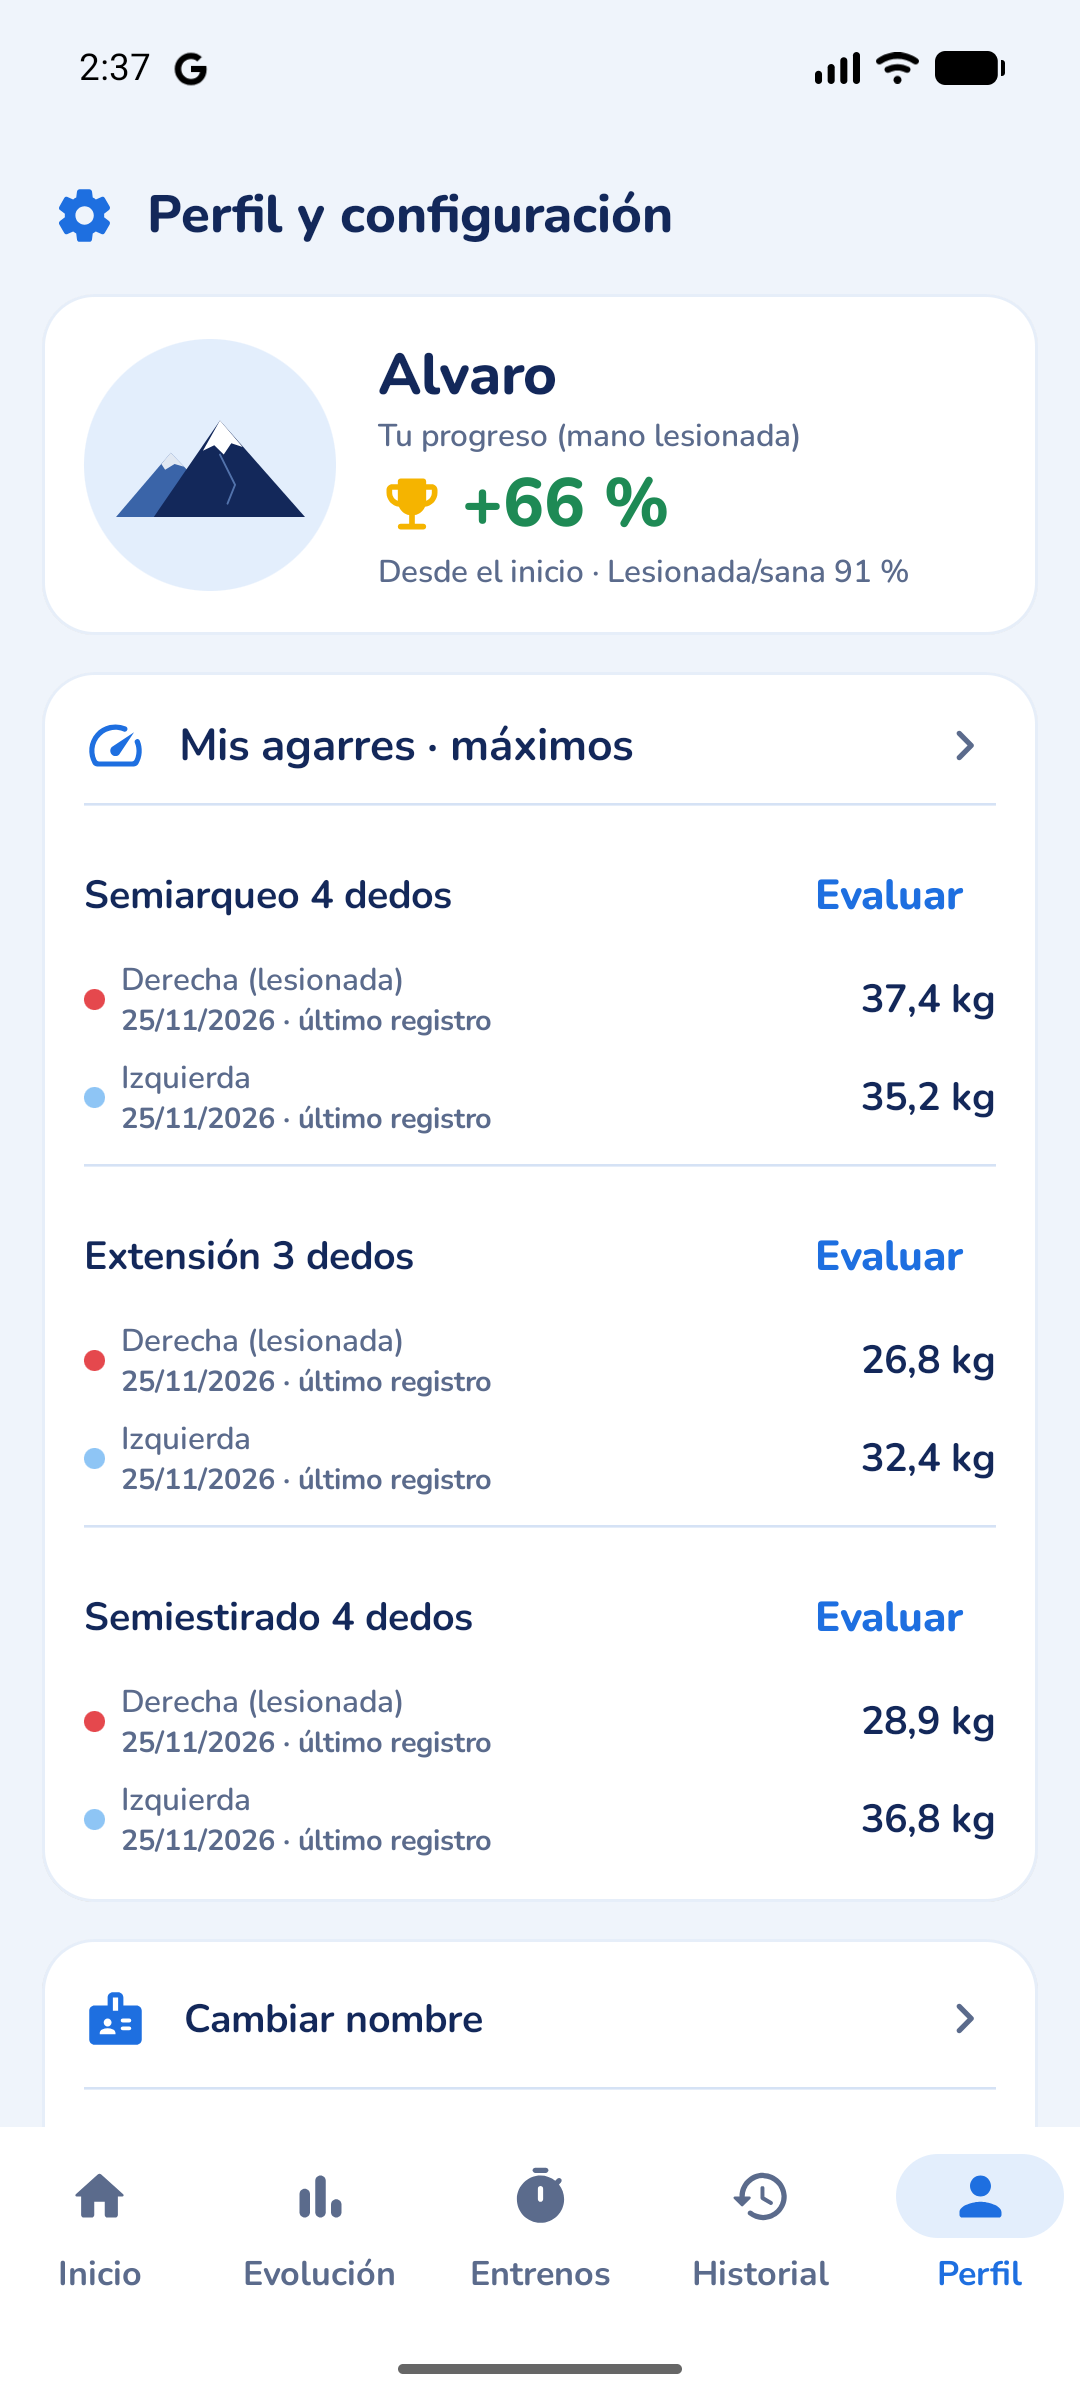 2:37 G
Perfil y configuración
Alvaro
Tu progreso (mano lesionada)
+66 %
Desde el inicio · Lesionada/sana 91 %
Mis agarres · máximos
Semiarqueo 4 dedos Evaluar
Derecha (lesionada)
25/11/2026 · último registro
37,4 kg
Izquierda
25/11/2026 · último registro
35,2 kg
Extensión 3 dedos Evaluar
Derecha (lesionada)
25/11/2026 · último registro
26,8 kg
Izquierda
25/11/2026 · último registro
32,4 kg
Semiestirado 4 dedos Evaluar
Derecha (lesionada)
25/11/2026 · último registro
28,9 kg
Izquierda
25/11/2026 · último registro
36,8 kg
Cambiar nombre
Inicio Evolución Entrenos Historial Perfil